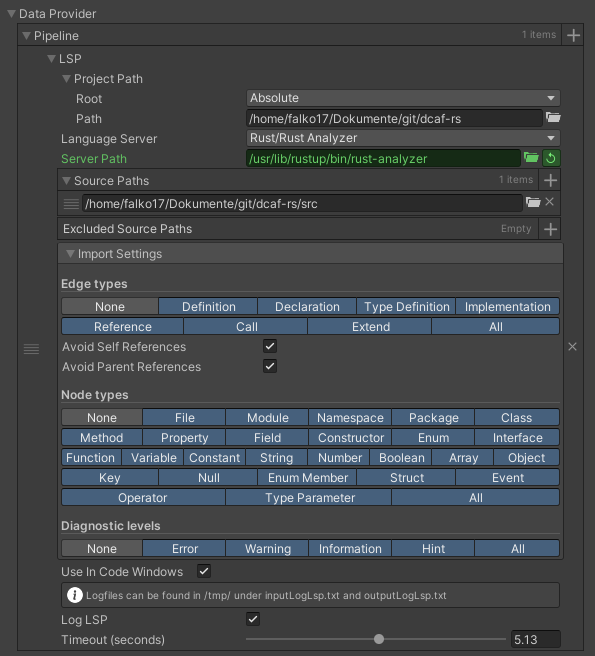 Data Provider
Pipeline 1 items
LSP
Project Path
Root Absolute
Path /home/falko17/Dokumente/git/dcaf-rs
Language Server Rust/Rust Analyzer
Server Path /usr/lib/rustup/bin/rust-analyzer
Source Paths 1 items
/home/falko17/Dokumente/git/dcaf-rs/src
Excluded Source Paths Empty
Import Settings
Edge types
None Definition Declaration Type Definition Implementation
Reference Call Extend All
Avoid Self References
Avoid Parent References
Node types
None File Module Namespace Package Class
Method Property Field Constructor Enum Interface
Function Variable Constant String Number Boolean Array Object
Key Null Enum Member Struct Event
Operator Type Parameter All
Diagnostic levels
None Error Warning Information Hint All
Use In Code Windows
Logfiles can be found in /tmp/ under inputLogLsp.txt and outputLogLsp.txt
Log LSP
Timeout (seconds) 5.13